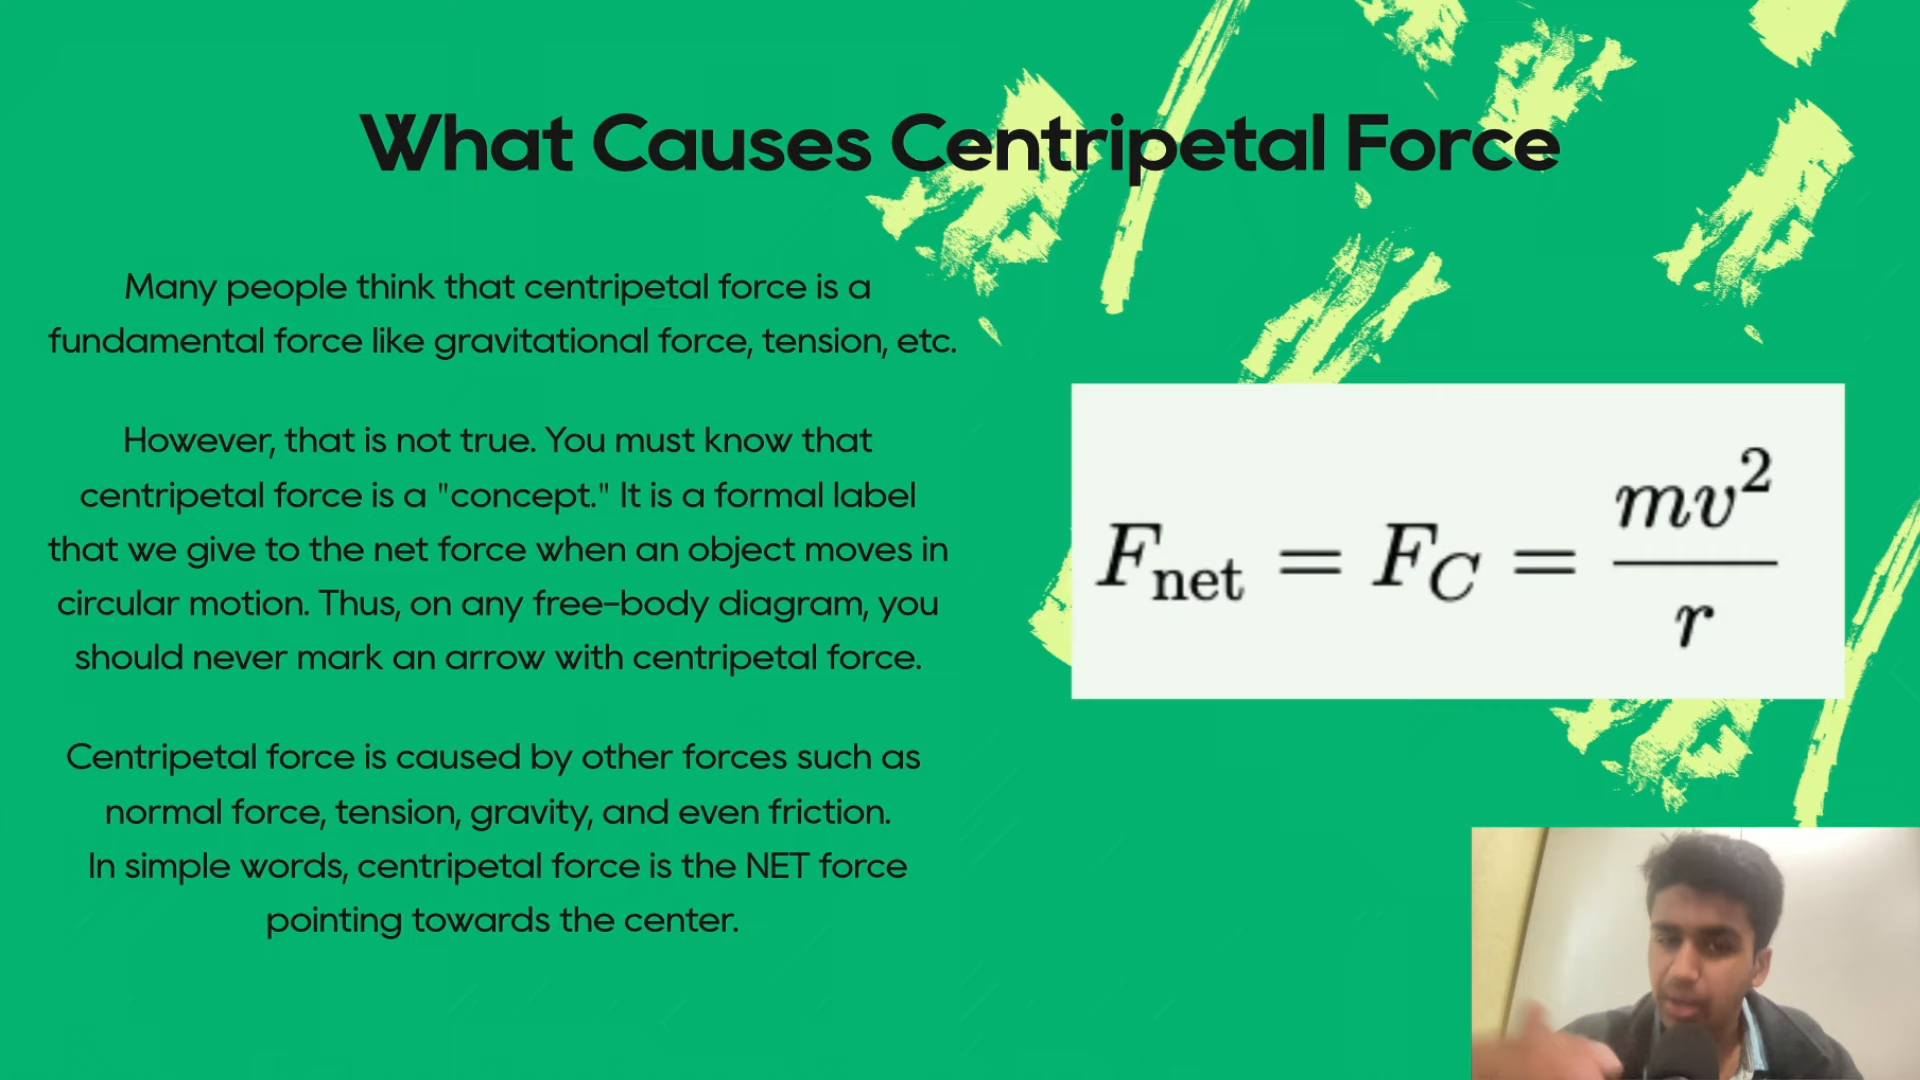 What Causes Centripetal Force
Many people think that centripetal force is a
fundamental force like gravitational force, tension, etc.
However, that is not true. You must know that
centripetal force is a "concept." It is a formal label
that we give to the net force when an object moves in
circular motion. Thus, on any free-body diagram, you
should never mark an arrow with centripetal force.
Centripetal force is caused by other forces such as
normal force, tension, gravity, and even friction.
In simple words, centripetal force is the NET force
pointing towards the center.
F_net = F_C = mv²/r